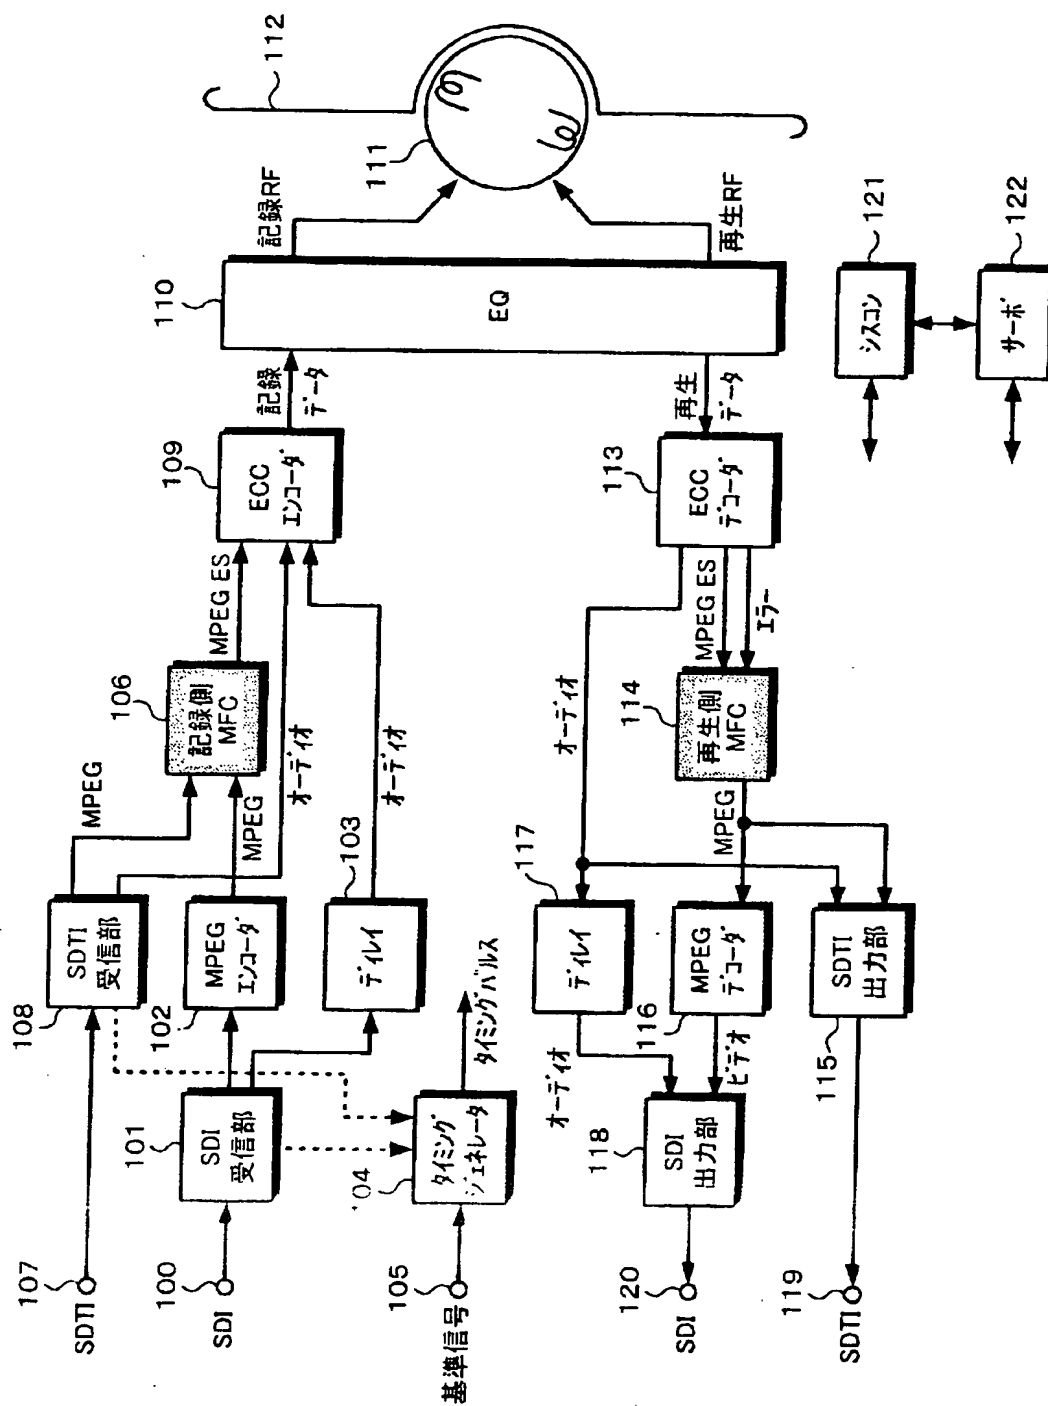 107
SDTI
108
SDTI
受信部
MPEG
106
記録側
MFC
MPEG ES
109
ECC
エンコーダ
記録
データ
110
EQ
記録RF
111
112
100
SDI
101
SDI
受信部
102
MPEG
エンコーダ
MPEG
オーディオ
103
ディレイ
オーディオ
105
基準信号
104
タイミング
ジェネレータ
タイミングパルス
再生RF
再生
データ
113
ECC
デコーダ
MPEG ES
エラー
114
再生側
MFC
オーディオ
MPEG
117
ディレイ
116
MPEG
デコーダ
115
SDTI
出力部
オーディオ
ビデオ
118
SDI
出力部
120
SDI
119
SDTI
シスコン
121
サーボ
122